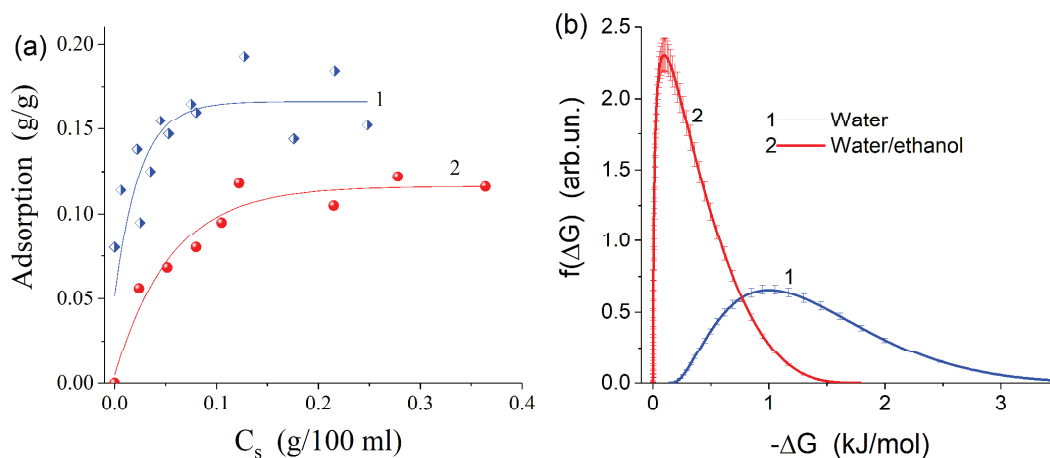 (a)
0.20
0.15
0.10
0.05
0.00
0.0 0.1 0.2 0.3 0.4
Adsorption (g/g)
C_s (g/100 ml)
1
2
(b)
2.5
2.0
1.5
1.0
0.5
0.0
0 1 2 3
f(ΔG) (arb.un.)
-ΔG (kJ/mol)
1 Water
2 Water/ethanol
2
1